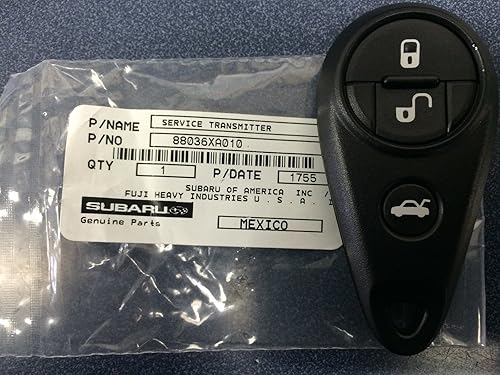 P/NAME SERVICE TRANSMITTER
P/NO 88036XA010
QTY 1 P/DATE 1755
SUBARU OF AMERICA INC /
FUJI HEAVY INDUSTRIES U.S.A. I
SUBARU
Genuine Parts MEXICO